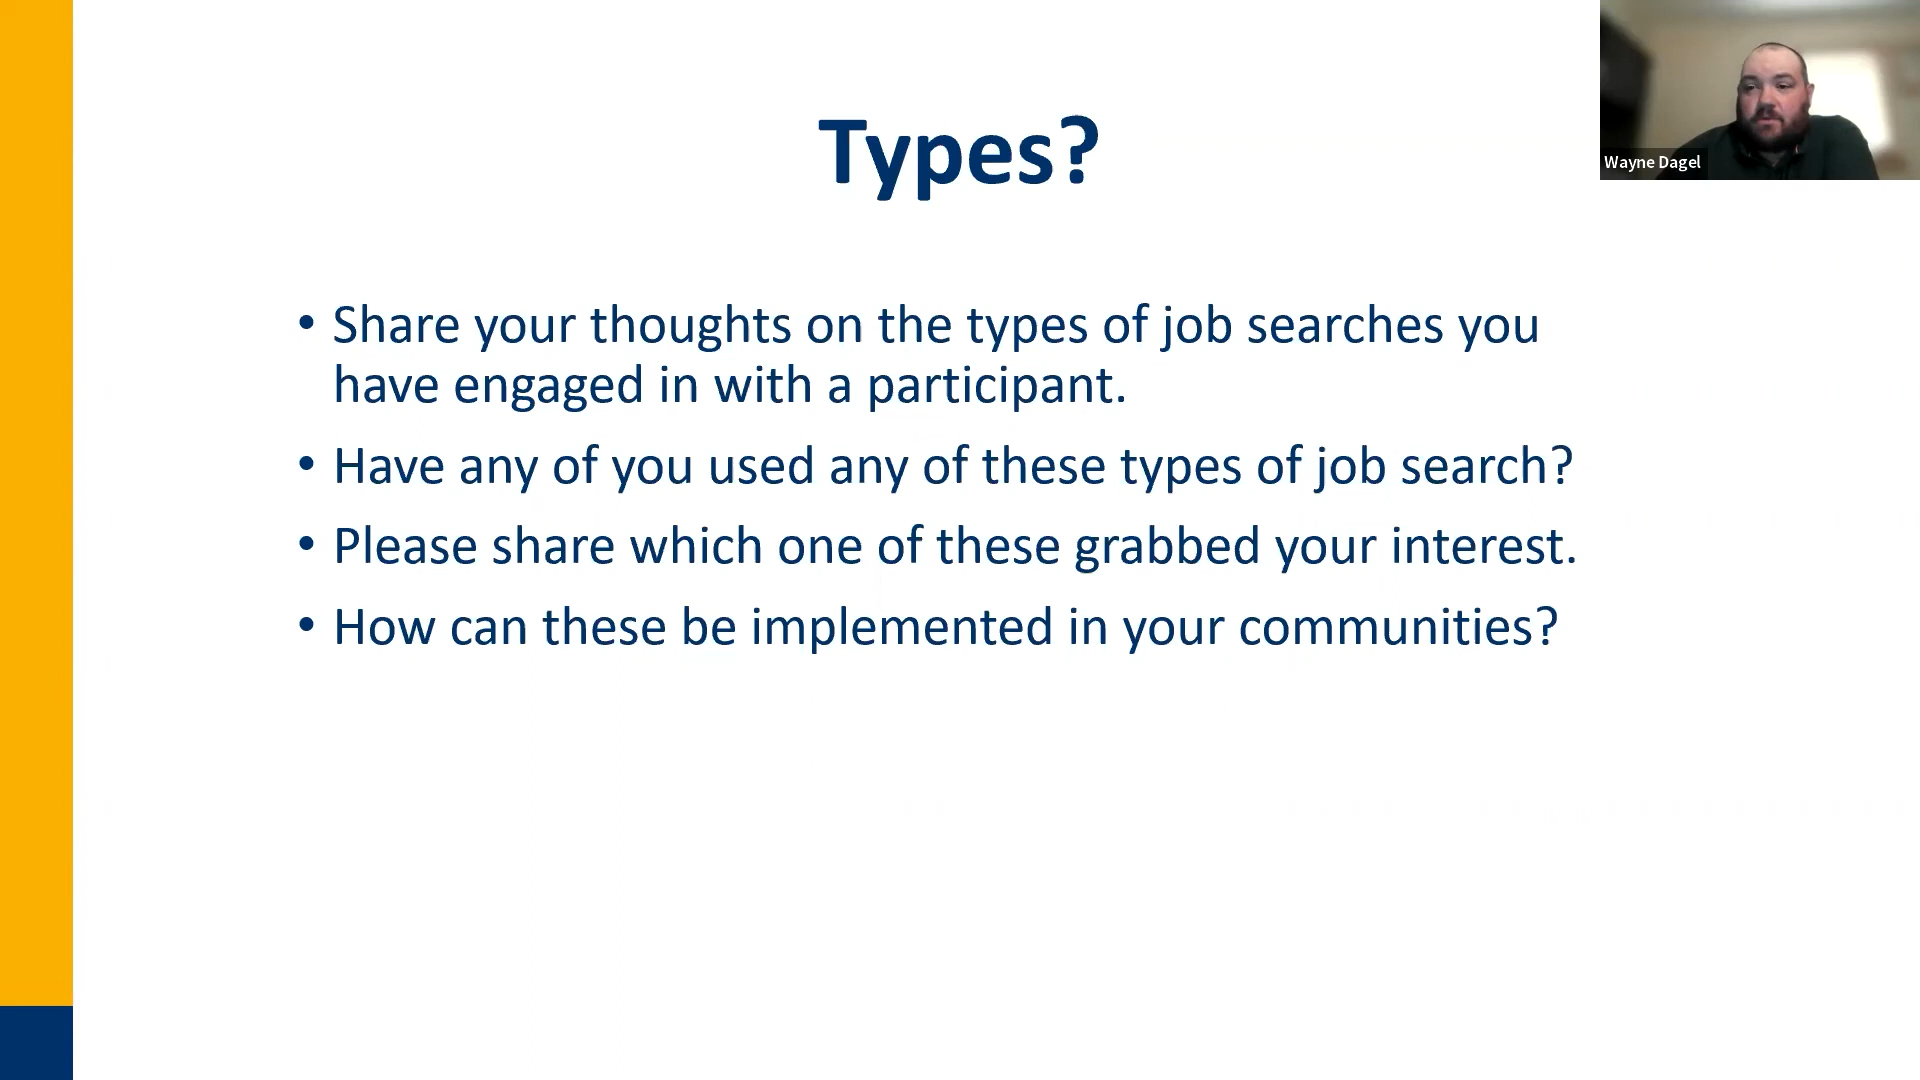 Types?
Wayne Dagel
• Share your thoughts on the types of job searches you
have engaged in with a participant.
• Have any of you used any of these types of job search?
• Please share which one of these grabbed your interest.
• How can these be implemented in your communities?